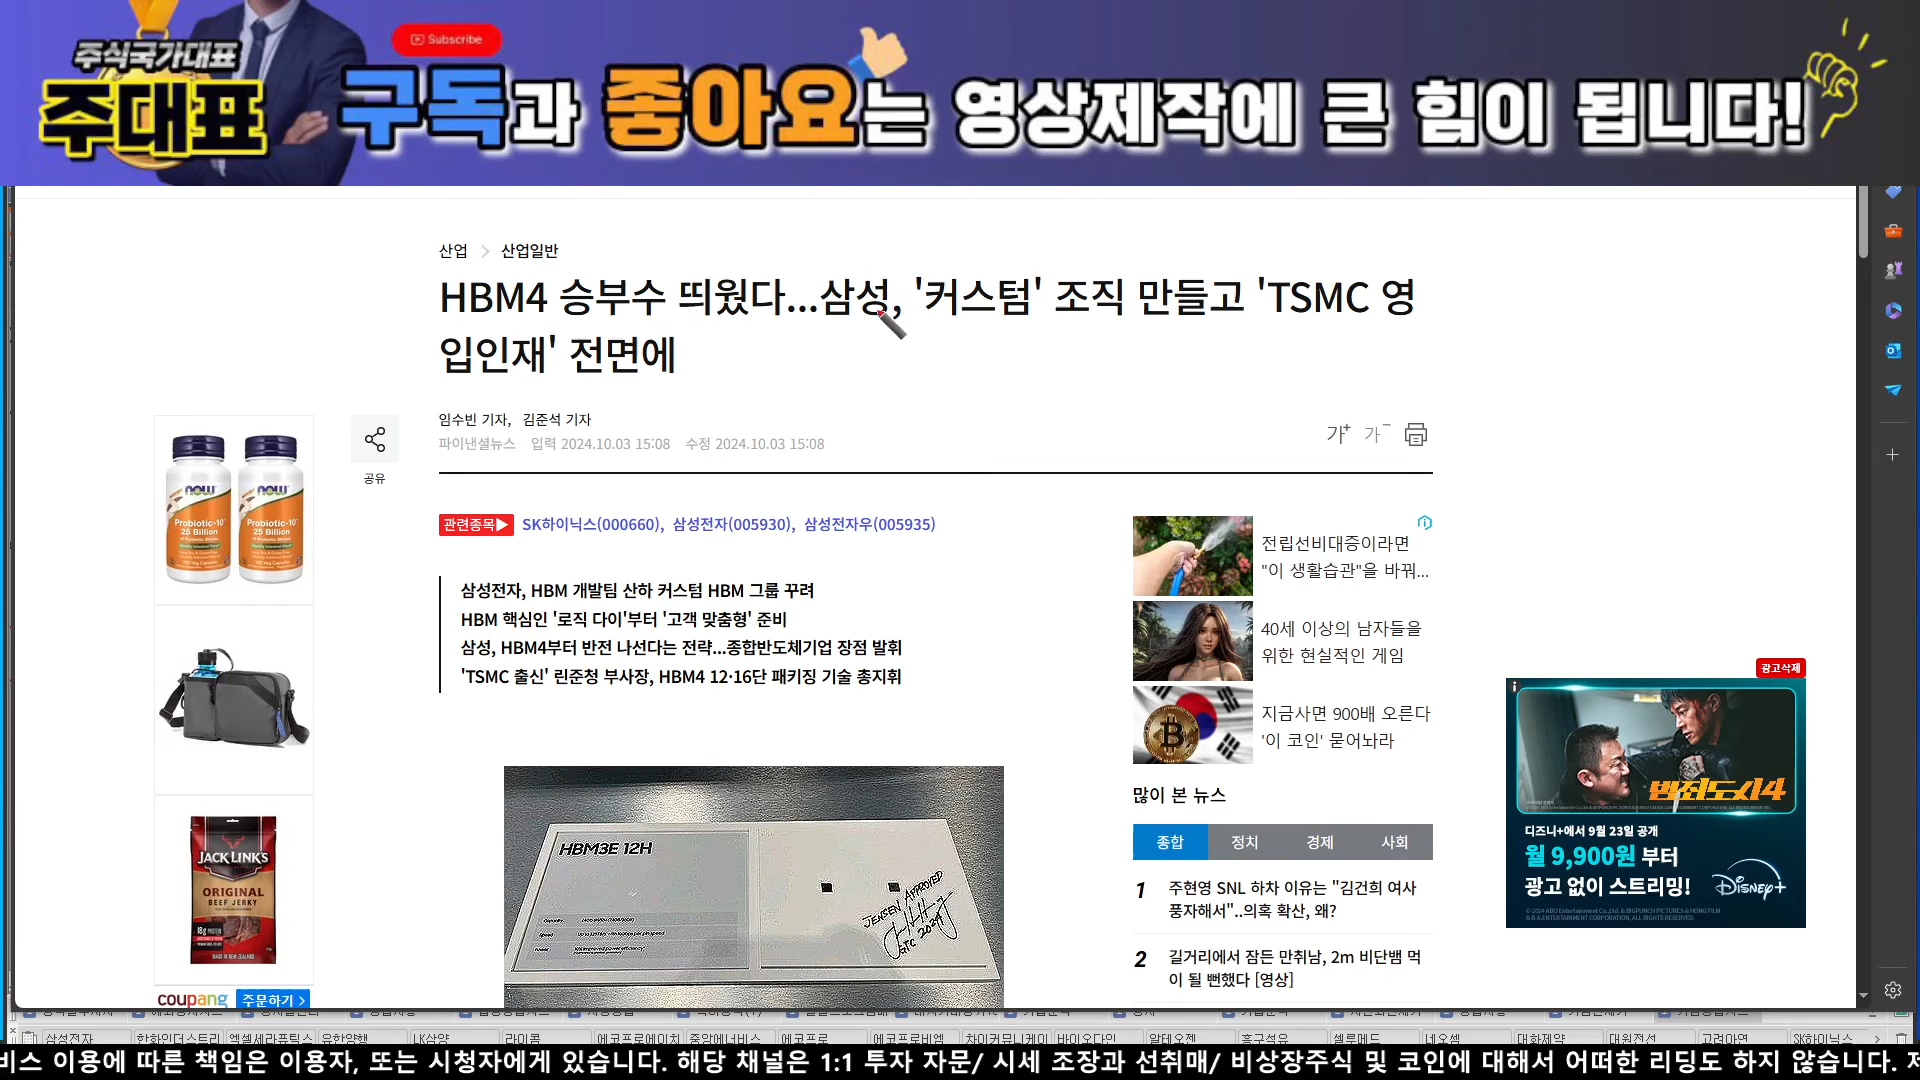 주식국가대표
주대표
Subscribe
구독과 좋아요는 영상제작에 큰 힘이 됩니다!
산업 > 산업일반
HBM4 승부수 띄웠다...삼성, '커스텀' 조직 만들고 'TSMC 영
입인재' 전면에
임수빈 기자, 김준석 기자
파이낸셜뉴스 입력 2024.10.03 15:08 수정 2024.10.03 15:08
가+ 가-
공유
관련종목▶ SK하이닉스(000660), 삼성전자(005930), 삼성전자우(005935)
삼성전자, HBM 개발팀 산하 커스텀 HBM 그룹 꾸려
HBM 핵심인 '로직 다이'부터 '고객 맞춤형' 준비
삼성, HBM4부터 반전 나선다는 전략...종합반도체기업 장점 발휘
'TSMC 출신' 린준청 부사장, HBM4 12·16단 패키징 기술 총지휘
HBM3E 12H
JENSEN APPROVED
GTC 2024
now now
Probiotic-10 Probiotic-10
25 Billion 25 Billion
JACK LINK'S
ORIGINAL
BEEF JERKY
coupang 주문하기 >
전립선비대증이라면
"이 생활습관"을 바꿔...
40세 이상의 남자들을
위한 현실적인 게임
지금사면 900배 오른다
'이 코인' 묻어놔라
많이 본 뉴스
종합 정치 경제 사회
1 주현영 SNL 하차 이유는 "김건희 여사
풍자해서"..의혹 확산, 왜?
2 길거리에서 잠든 만취남, 2m 비단뱀 먹
이 될 뻔했다 [영상]
광고삭제
범죄도시4
디즈니+에서 9월 23일 공개
월 9,900원 부터
광고 없이 스트리밍!
Disney+
삼성전자 한화인더스트리 엑셀세라퓨틱스 유한양행 LK삼양 라이콤 에코프로에이치 중앙에너비스 에코프로 에코프로비엠 차이커뮤니케이 바이오다인 알테오젠 흥구석유 셀루메드 네오셈 대화제약 대원전선 고려아연 SK하이닉스
비스 이용에 따른 책임은 이용자, 또는 시청자에게 있습니다. 해당 채널은 1:1 투자 자문/ 시세 조장과 선취매/ 비상장주식 및 코인에 대해서 어떠한 리딩도 하지 않습니다.